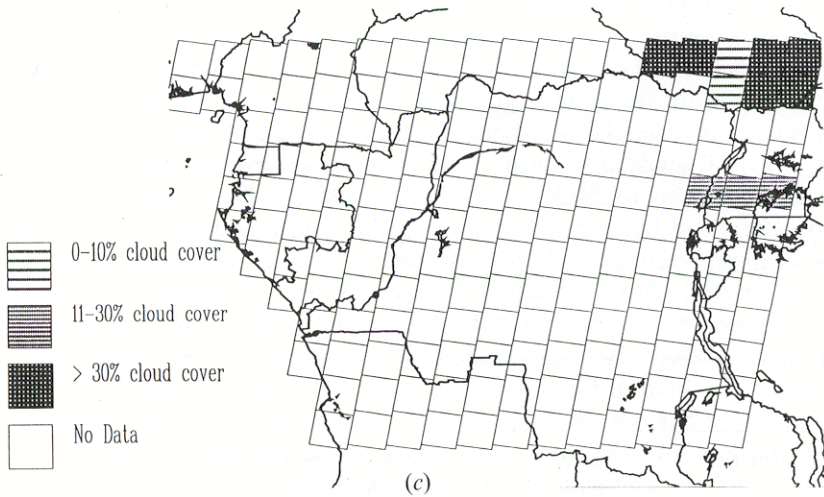 0-10% cloud cover
11-30% cloud cover
> 30% cloud cover
No Data
(c)